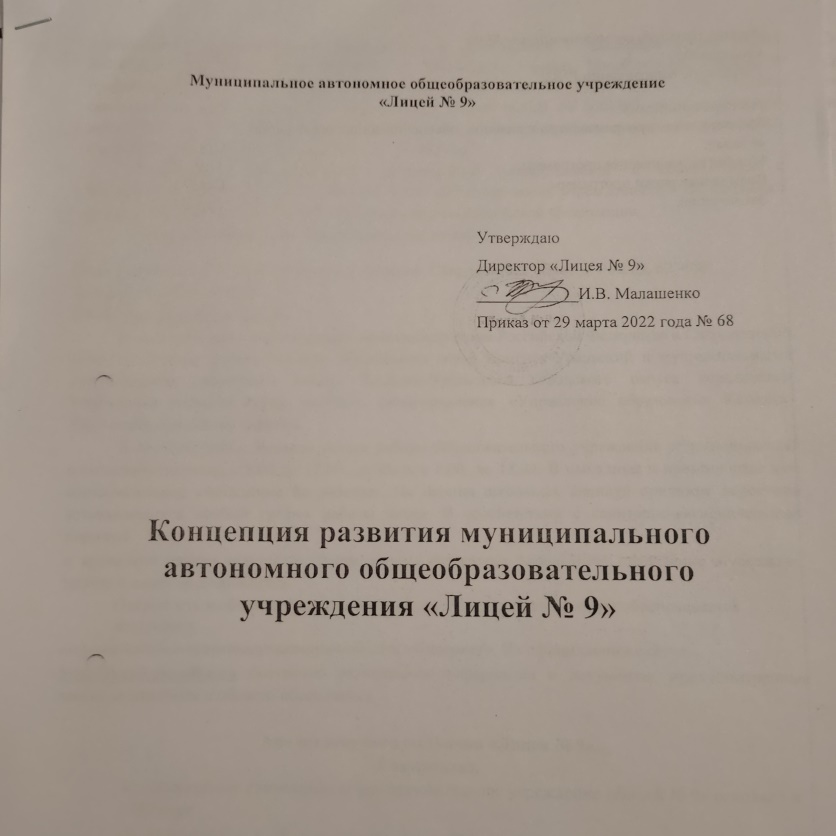 Муниципальное автономное общеобразовательное учреждение
«Лицей № 9»
Утверждаю
Директор «Лицея № 9»
И.В. Малашенко
Приказ от 29 марта 2022 года № 68
Концепция развития муниципального
автономного общеобразовательного
учреждения «Лицей № 9»